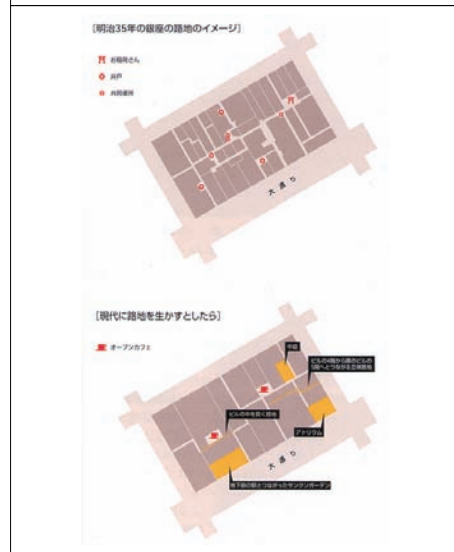 [明治35年の銀座の路地のイメージ]
お稲荷さん
井戸
共同便所
大通り
[現代に路地を生かすとしたら]
オープンカフェ
中庭
ビルの4階から隣のビルの
5階へとつながる立体路地
ビルの中を貫く路地
アトリウム
大通り
地下鉄の駅とつながったサンクンガーデン